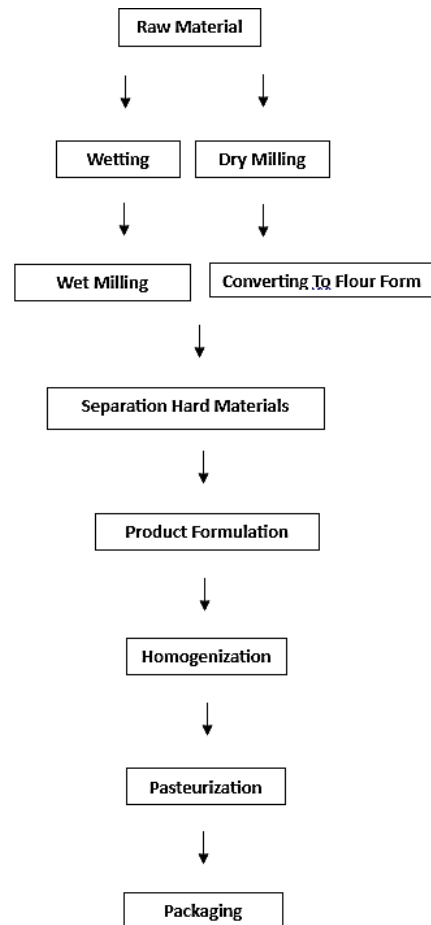 Raw Material
Wetting
Dry Milling
Wet Milling
Converting To Flour Form
Separation Hard Materials
Product Formulation
Homogenization
Pasteurization
Packaging